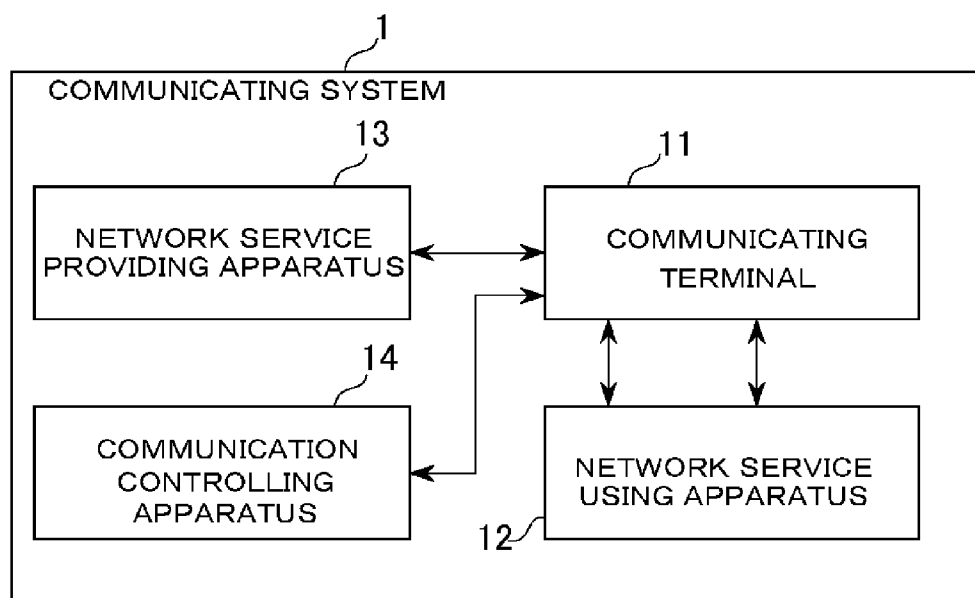 1
COMMUNICATING SYSTEM
13
11
NETWORK SERVICE
PROVIDING APPARATUS
COMMUNICATING
TERMINAL
14
COMMUNICATION
CONTROLLING
APPARATUS
NETWORK SERVICE
USING APPARATUS
12